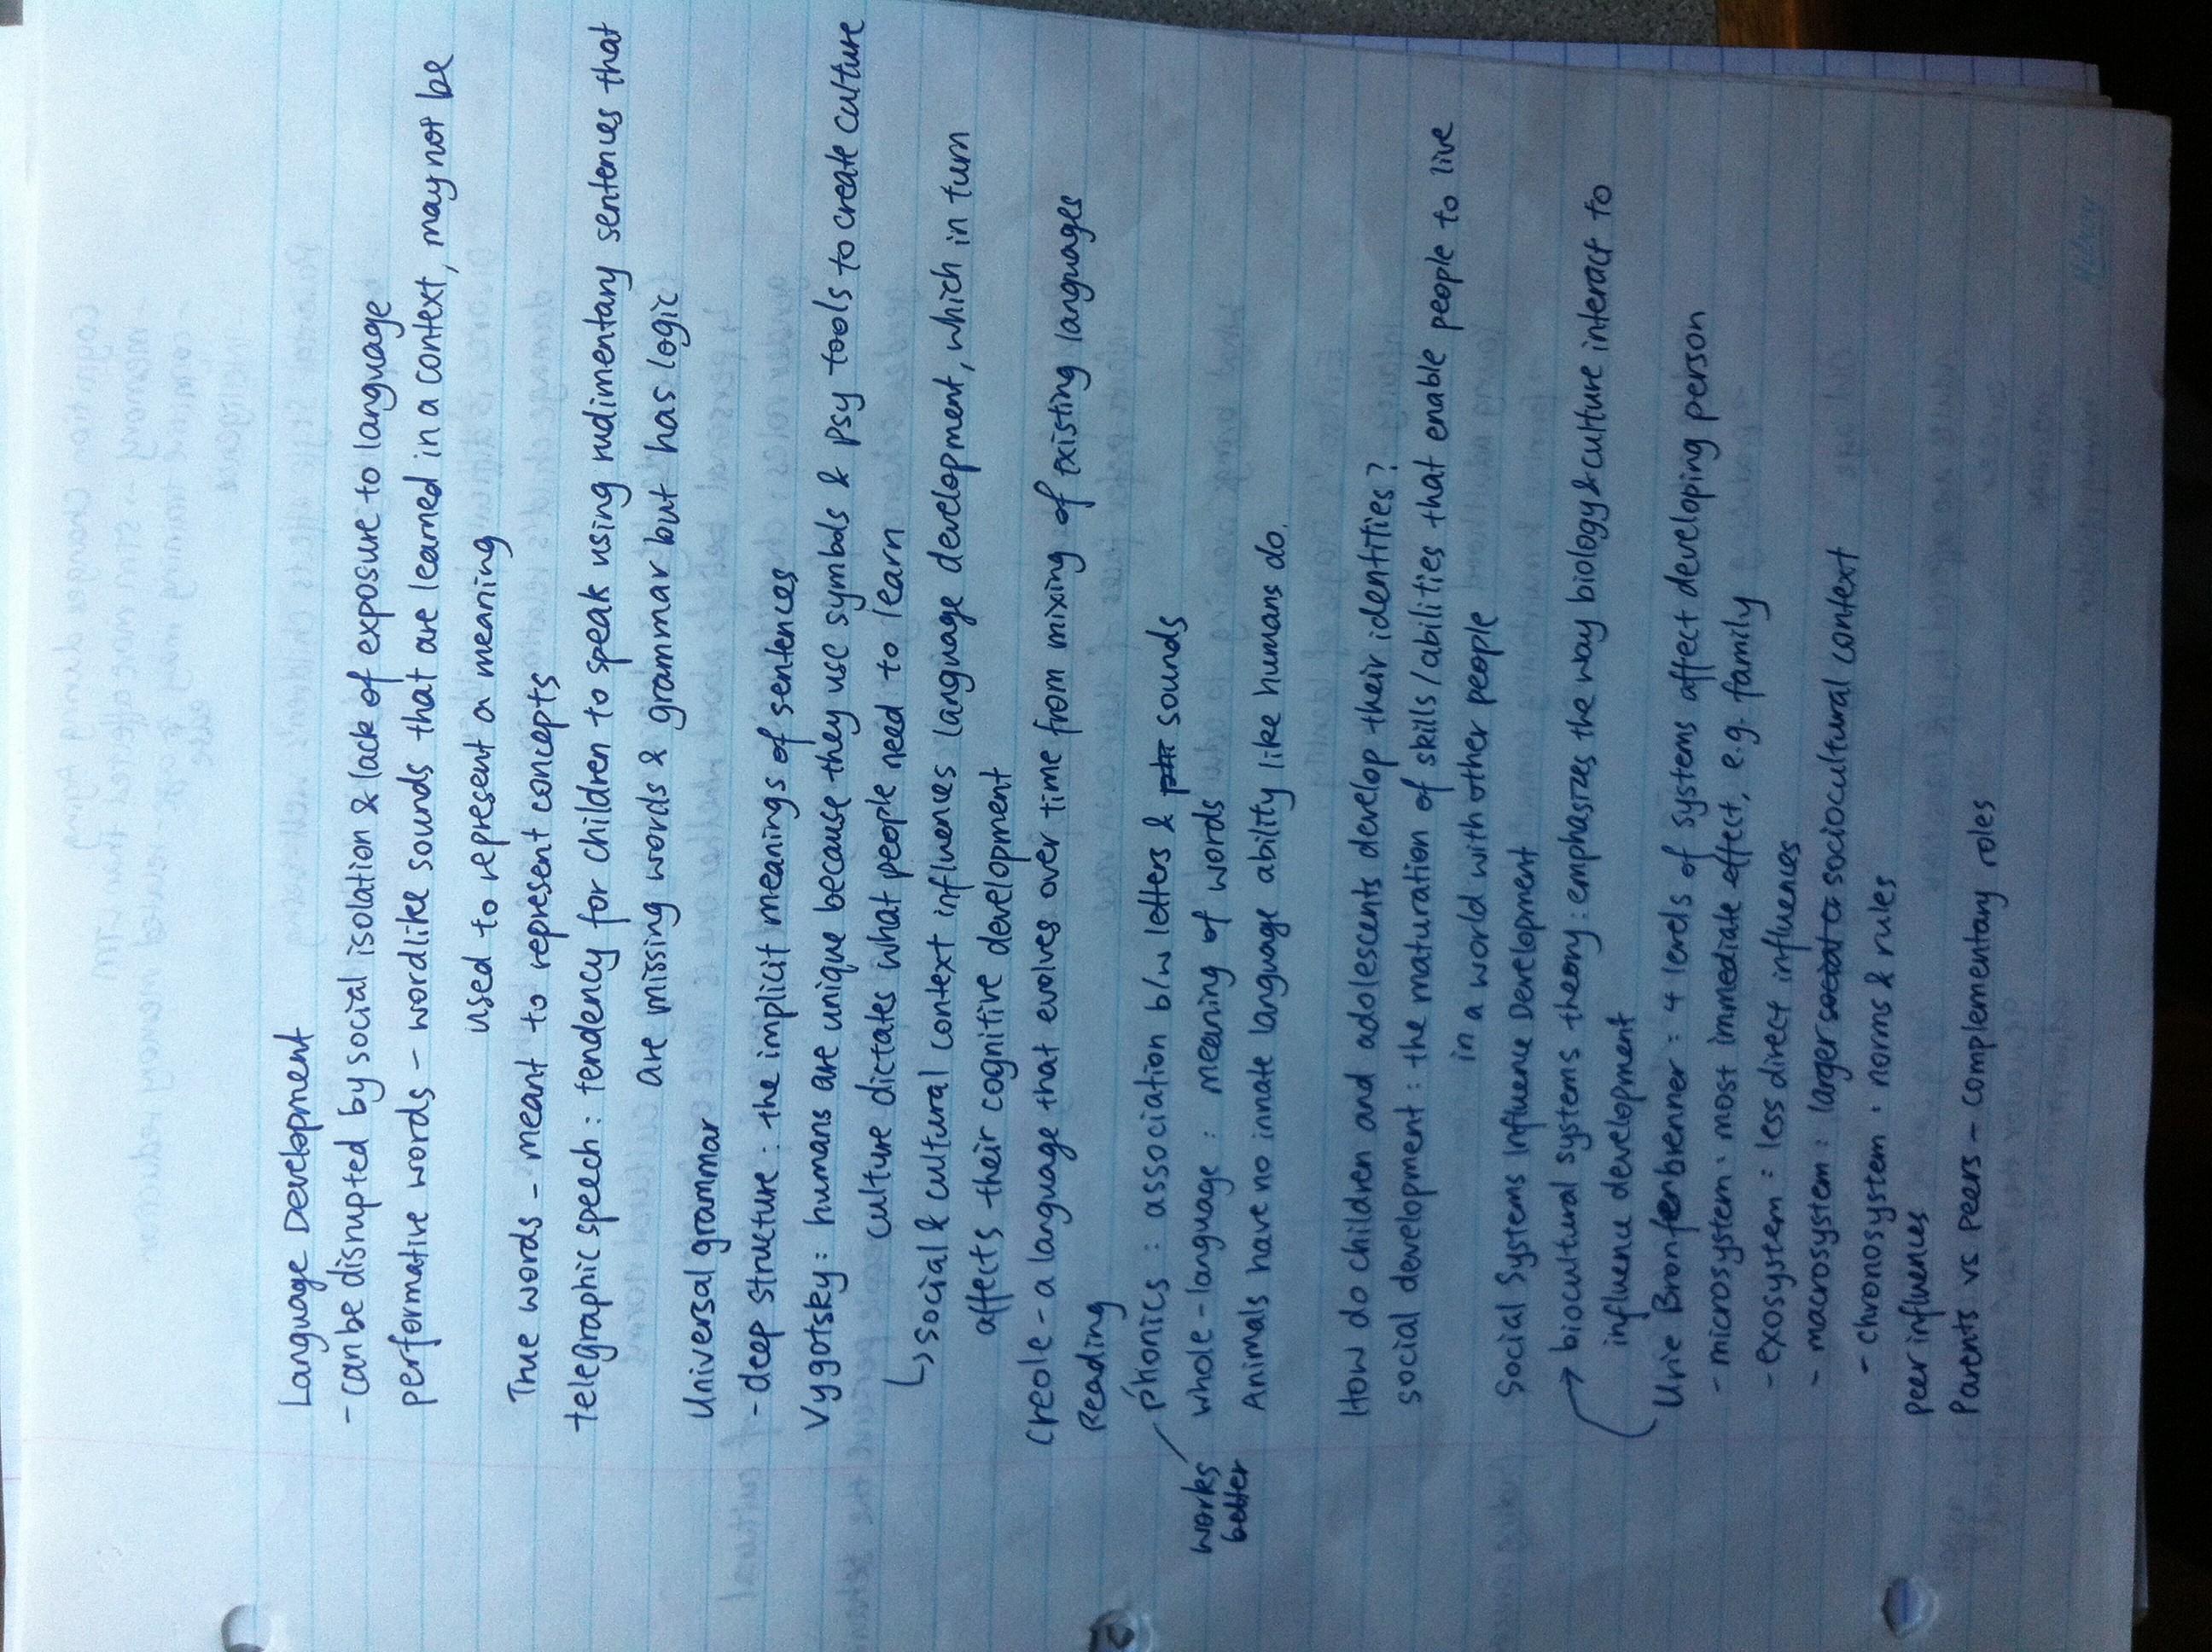 Language Development
- can be disrupted by social isolation & lack of exposure to language
performative words - wordlike sounds that are learned in a context, may not be
used to represent a meaning
True words - meant to represent concepts
telegraphic speech : tendency for children to speak using rudimentary sentences that
are missing words & grammar but has logic
Universal grammar
- deep structure : the implicit meanings of sentences
Vygotsky : humans are unique because they use symbols & psy tools to create culture
culture dictates what people need to learn
↳ social & cultural context influences language development, which in turn
affects their cognitive development
Creole - a language that evolves over time from mixing of existing languages
Reading
phonics : association b/w letters & sounds
works better
whole-language : meaning of words
Animals have no innate language ability like humans do.
How do children and adolescents develop their identities?
social development : the maturation of skills/abilities that enable people to live
in a world with other people
Social Systems Influence Development
→ biocultural systems theory : emphasizes the way biology & culture interact to
influence development
Urie Bronfenbrenner : 4 levels of systems affect developing person
- microsystem : most immediate effect, e.g. family
- exosystem : less direct influences
- macrosystem : larger sociocultural context
- chronosystem : norms & rules
peer influences
Parents vs peers - complementary roles